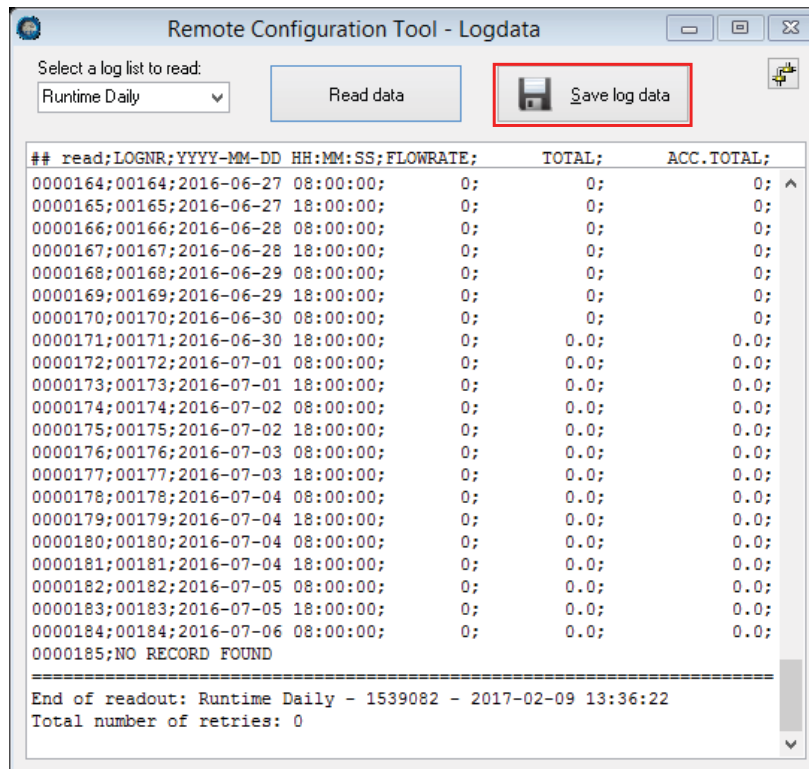 Remote Configuration Tool - Logdata
Select a log list to read:
Runtime Daily
Read data
Save log data
## read;LOGNR;YYYY-MM-DD HH:MM:SS;FLOWRATE; TOTAL; ACC.TOTAL;
0000164;00164;2016-06-27 08:00:00; 0; 0; 0;
0000165;00165;2016-06-27 18:00:00; 0; 0; 0;
0000166;00166;2016-06-28 08:00:00; 0; 0; 0;
0000167;00167;2016-06-28 18:00:00; 0; 0; 0;
0000168;00168;2016-06-29 08:00:00; 0; 0; 0;
0000169;00169;2016-06-29 18:00:00; 0; 0; 0;
0000170;00170;2016-06-30 08:00:00; 0; 0; 0;
0000171;00171;2016-06-30 18:00:00; 0; 0.0; 0.0;
0000172;00172;2016-07-01 08:00:00; 0; 0.0; 0.0;
0000173;00173;2016-07-01 18:00:00; 0; 0.0; 0.0;
0000174;00174;2016-07-02 08:00:00; 0; 0.0; 0.0;
0000175;00175;2016-07-02 18:00:00; 0; 0.0; 0.0;
0000176;00176;2016-07-03 08:00:00; 0; 0.0; 0.0;
0000177;00177;2016-07-03 18:00:00; 0; 0.0; 0.0;
0000178;00178;2016-07-04 08:00:00; 0; 0.0; 0.0;
0000179;00179;2016-07-04 18:00:00; 0; 0.0; 0.0;
0000180;00180;2016-07-04 08:00:00; 0; 0.0; 0.0;
0000181;00181;2016-07-04 18:00:00; 0; 0.0; 0.0;
0000182;00182;2016-07-05 08:00:00; 0; 0.0; 0.0;
0000183;00183;2016-07-05 18:00:00; 0; 0.0; 0.0;
0000184;00184;2016-07-06 08:00:00; 0; 0.0; 0.0;
0000185;NO RECORD FOUND
===========================================================================
End of readout: Runtime Daily - 1539082 - 2017-02-09 13:36:22
Total number of retries: 0